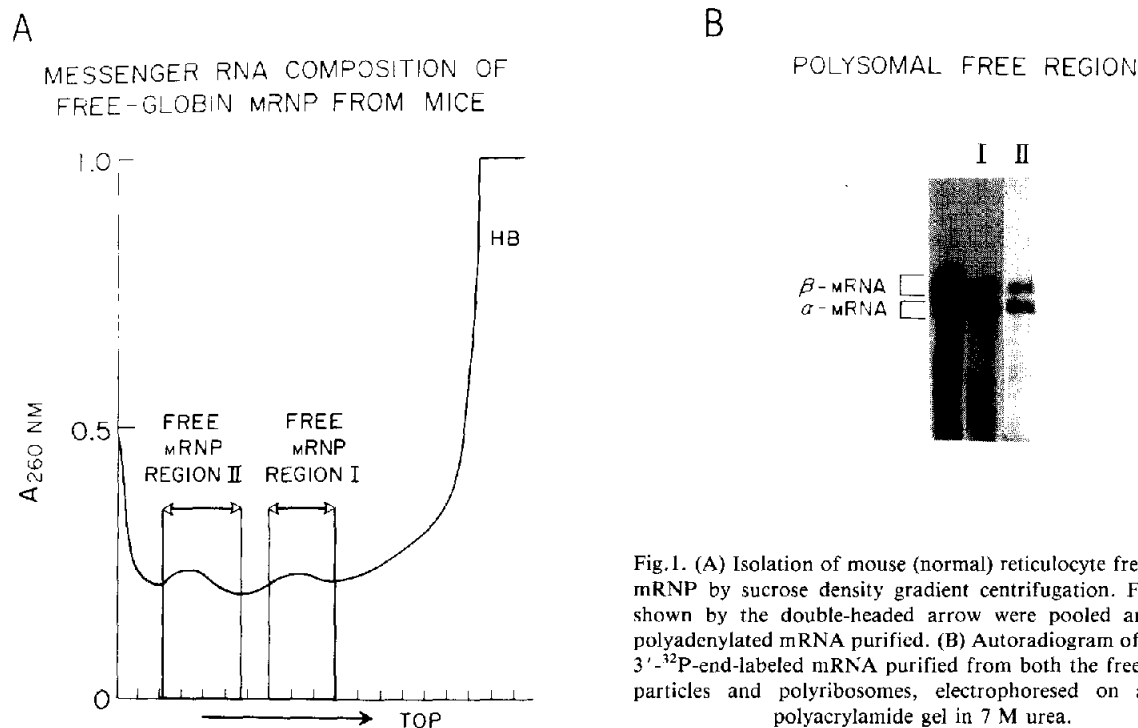 A
MESSENGER RNA COMPOSITION OF
FREE-GLOBIN MRNP FROM MICE
1.0
HB
0.5
FREE
MRNP
REGION II
FREE
MRNP
REGION I
A260 NM
0
TOP
B
POLYSOMAL FREE REGION
I II
β-MRNA
α-MRNA
Fig.1. (A) Isolation of mouse (normal) reticulocyte fre
mRNP by sucrose density gradient centrifugation. F
shown by the double-headed arrow were pooled a
polyadenylated mRNA purified. (B) Autoradiogram of
3′-³²P-end-labeled mRNA purified from both the free
particles and polyribosomes, electrophoresed on a
polyacrylamide gel in 7 M urea.